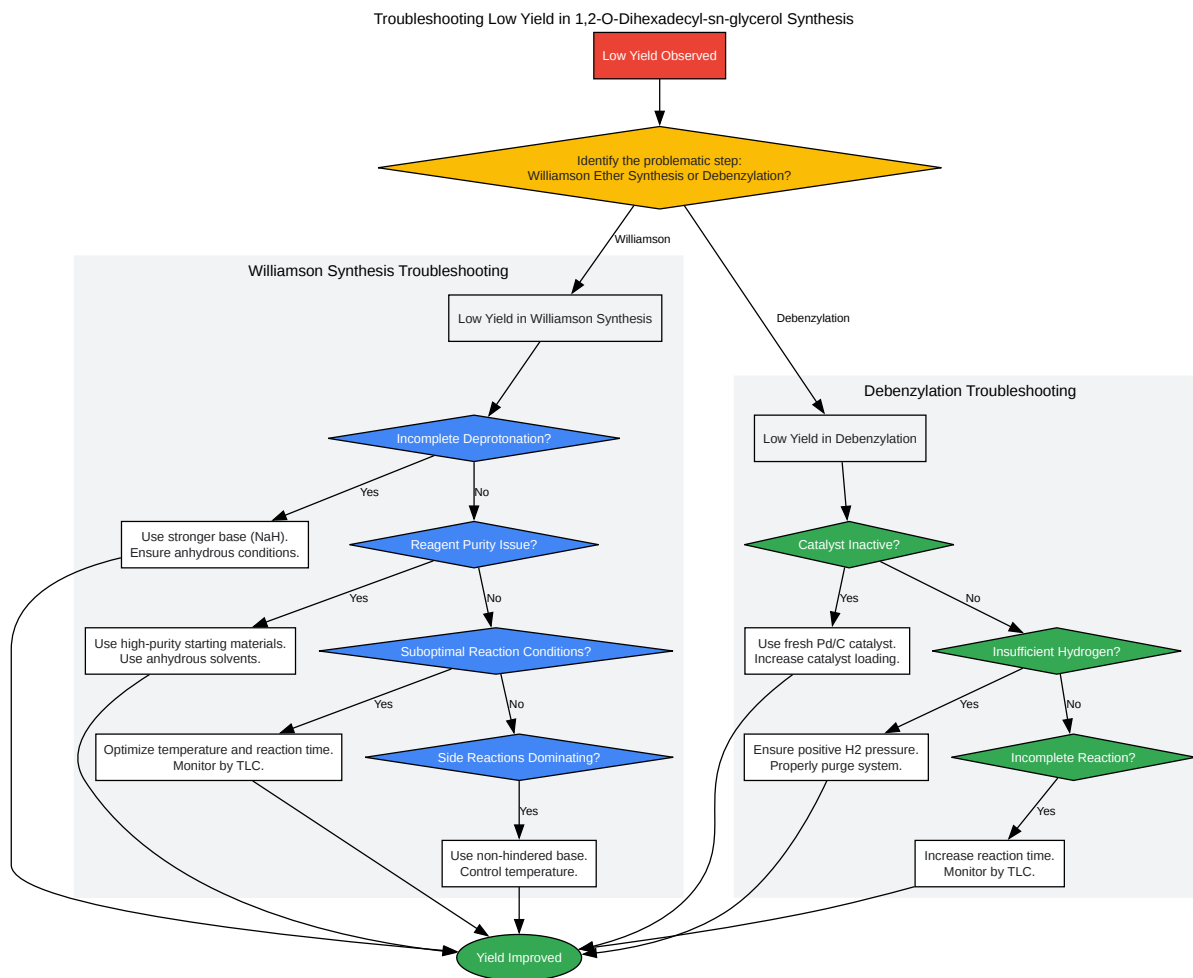 Troubleshooting Low Yield in 1,2-O-Dihexadecyl-sn-glycerol Synthesis
Low Yield Observed
Identify the problematic step:
Williamson Ether Synthesis or Debenzylation?
Williamson
Debenzylation
Williamson Synthesis Troubleshooting
Low Yield in Williamson Synthesis
Incomplete Deprotonation?
Yes
No
Use stronger base (NaH).
Ensure anhydrous conditions.
Reagent Purity Issue?
Yes
No
Use high-purity starting materials.
Use anhydrous solvents.
Suboptimal Reaction Conditions?
Yes
No
Optimize temperature and reaction time.
Monitor by TLC.
Side Reactions Dominating?
Yes
Use non-hindered base.
Control temperature.
Debenzylation Troubleshooting
Low Yield in Debenzylation
Catalyst Inactive?
Yes
No
Use fresh Pd/C catalyst.
Increase catalyst loading.
Insufficient Hydrogen?
Yes
No
Ensure positive H2 pressure.
Properly purge system.
Incomplete Reaction?
Yes
Increase reaction time.
Monitor by TLC.
Yield Improved